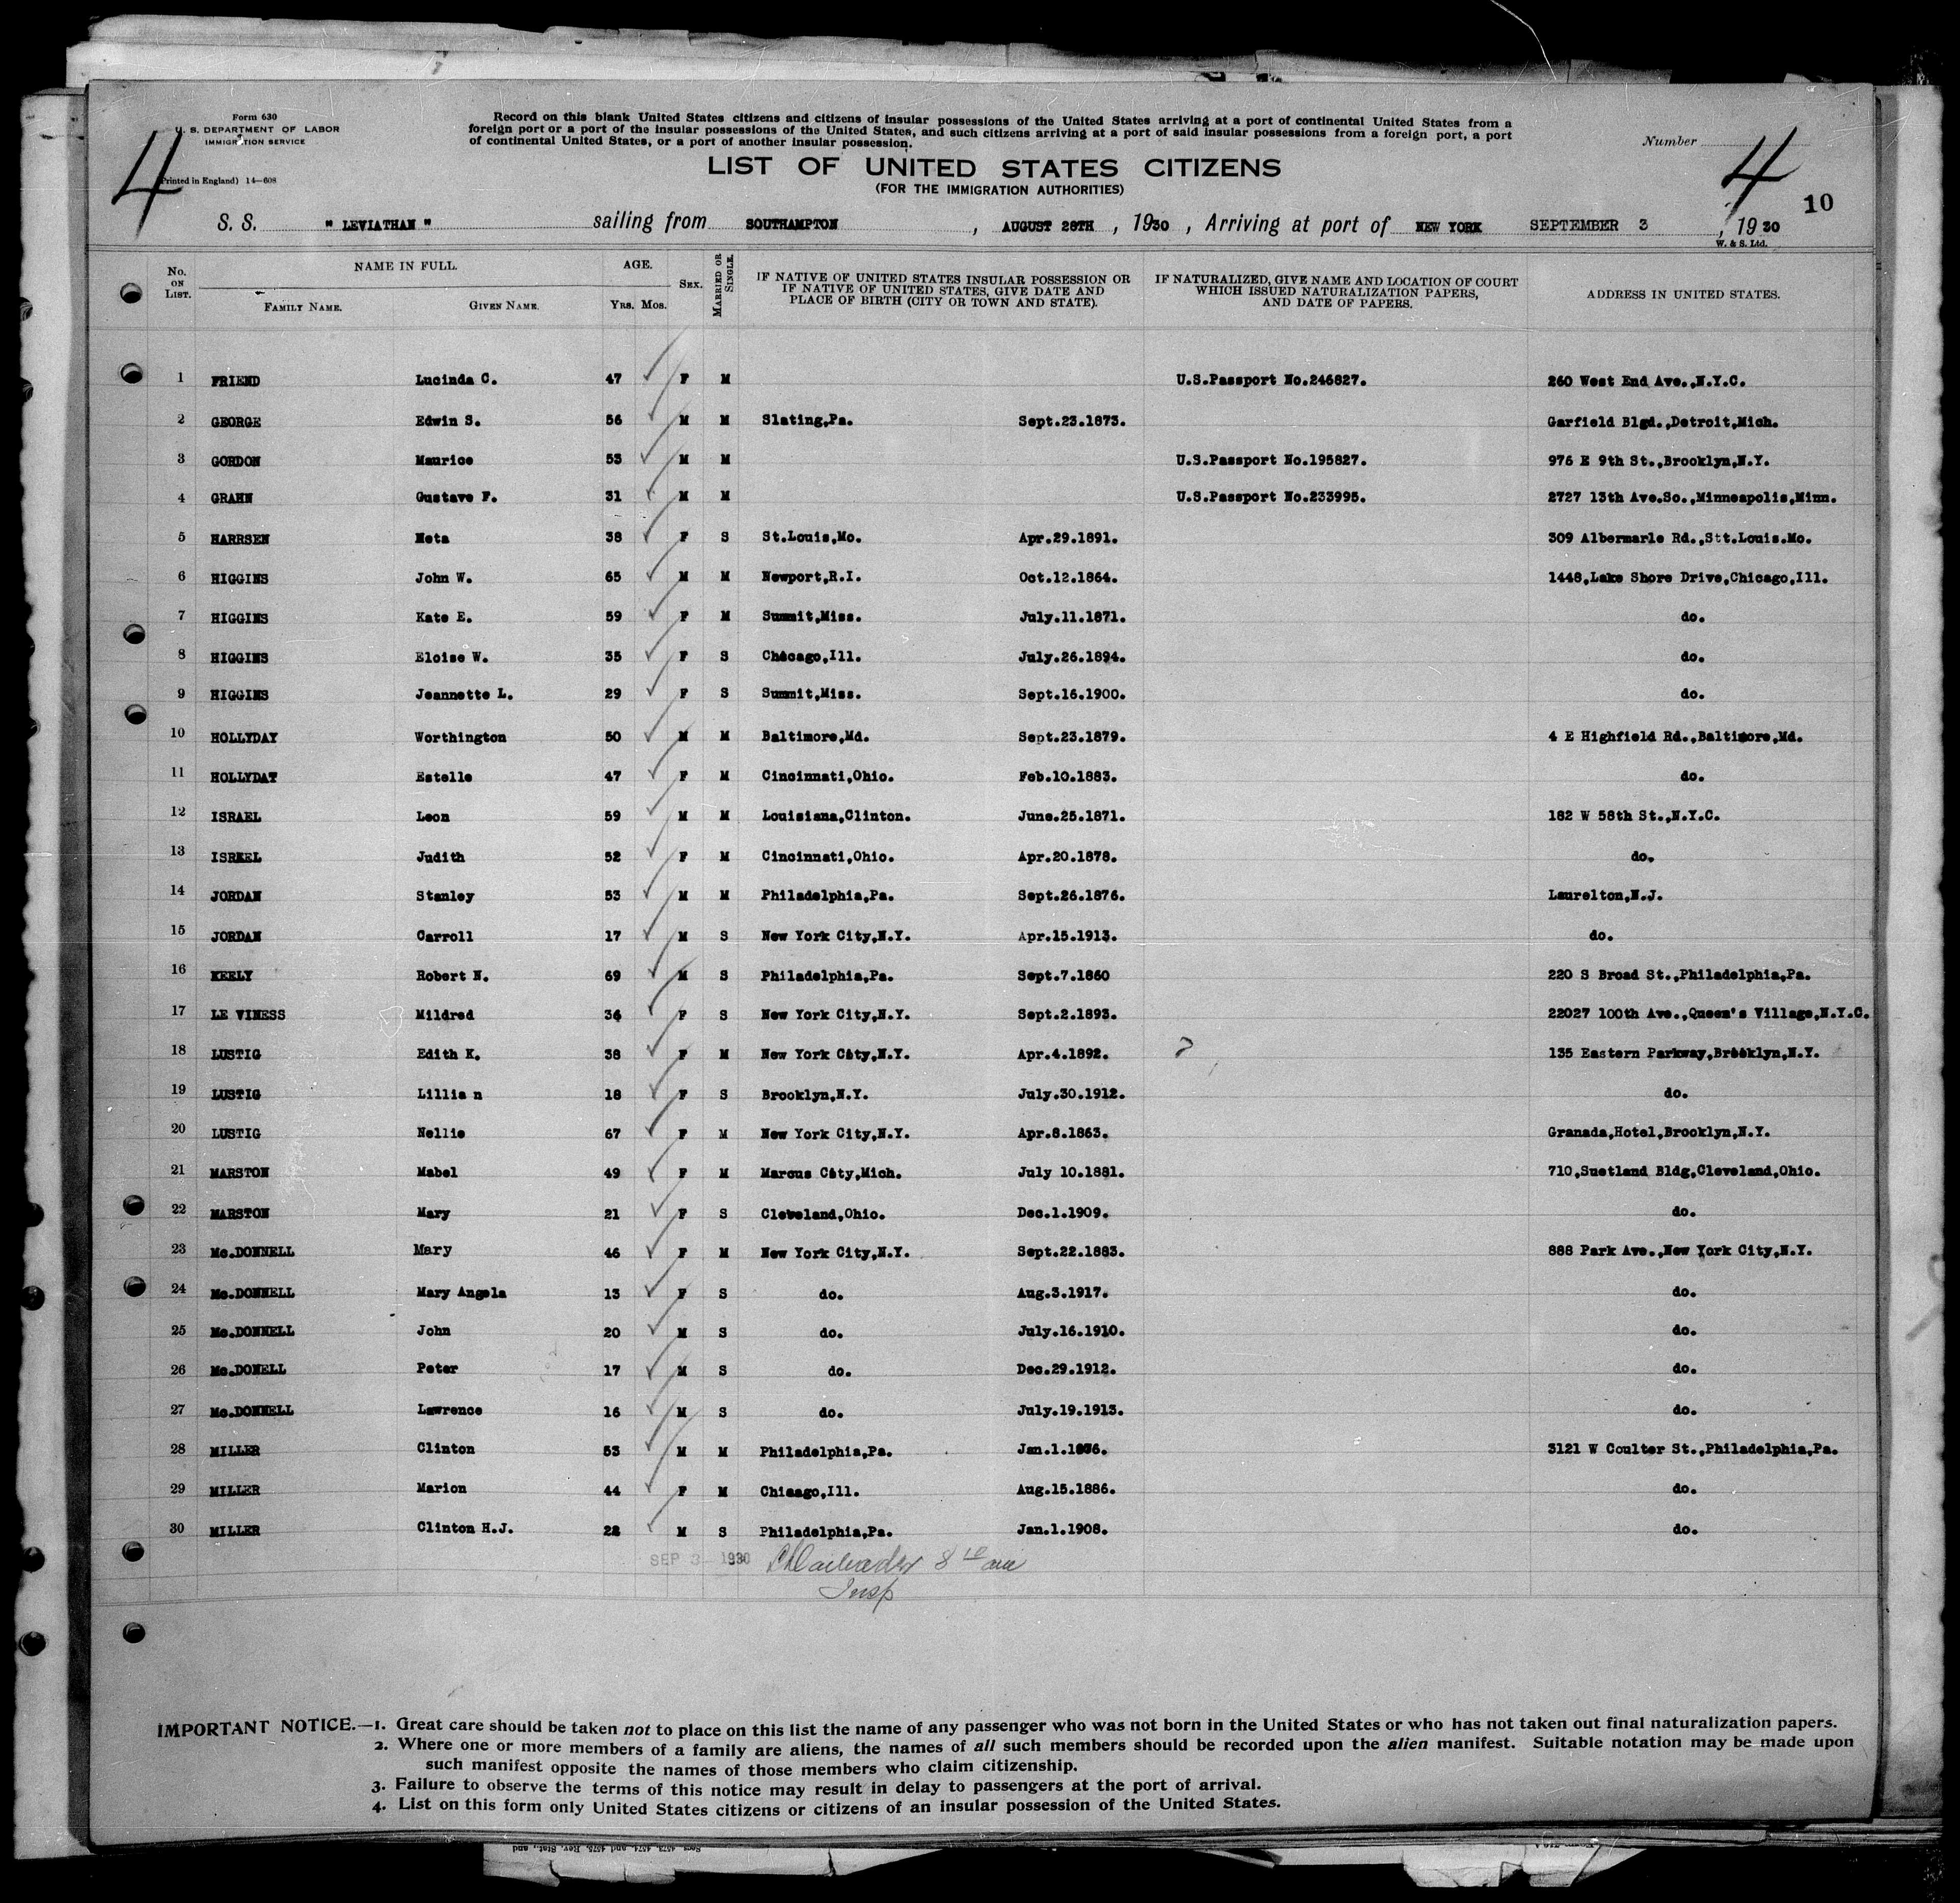 Form 630
U. S. DEPARTMENT OF LABOR
IMMIGRATION SERVICE
(Printed in England) 14—608
4
Record on this blank United States citizens and citizens of insular possessions of the United States arriving at a port of continental United States from a
foreign port or a port of the insular possessions of the United States, and such citizens arriving at a port of said insular possessions from a foreign port, a port
of continental United States, or a port of another insular possession.
LIST OF UNITED STATES CITIZENS
(FOR THE IMMIGRATION AUTHORITIES)
Number
4
10
S. S. " LEVIATHAN " sailing from SOUTHAMPTON , AUGUST 28TH , 1930 , Arriving at port of NEW YORK SEPTEMBER 3 , 1930
W. & S. Ltd.
No. ON LIST. NAME IN FULL. FAMILY NAME. GIVEN NAME. AGE. YRS. MOS. SEX. MARRIED OR SINGLE. IF NATIVE OF UNITED STATES INSULAR POSSESSION OR IF NATIVE OF UNITED STATES, GIVE DATE AND PLACE OF BIRTH (CITY OR TOWN AND STATE). IF NATURALIZED, GIVE NAME AND LOCATION OF COURT WHICH ISSUED NATURALIZATION PAPERS, AND DATE OF PAPERS. ADDRESS IN UNITED STATES.
1 FRIEND Lucinda C. 47 F M U.S.Passport No.246827. 260 West End Ave.,N.Y.C.
2 GEORGE Edwin S. 56 M M Slating,Pa. Sept.23.1873. Garfield Blgd.,Detroit,Mich.
3 GORDON Maurice 53 M M U.S.Passport No.195827. 976 E 9th St.,Brooklyn,N.Y.
4 GRAHN Gustave F. 31 M M U.S.Passport No.233995. 2727 13th Ave.So.,Minneapolis,Minn.
5 HARRSEN Meta 38 F S St.Louis,Mo. Apr.29.1891. 309 Albermarle Rd.,Stt.Louis.Mo.
6 HIGGINS John W. 65 M M Newport,R.I. Oct.12.1864. 1448,Lake Shore Drive,Chicago,Ill.
7 HIGGINS Kate E. 59 F M Summit,Miss. July.11.1871. do.
8 HIGGINS Eloise W. 35 F S Chicago,Ill. July.26.1894. do.
9 HIGGINS Jeannette L. 29 F S Summit,Miss. Sept.16.1900. do.
10 HOLLYDAY Worthington 50 M M Baltimore,Md. Sept.23.1879. 4 E Highfield Rd.,Baltimore,Md.
11 HOLLYDAT Estelle 47 F M Cincinnati,Ohio. Feb.10.1883. do.
12 ISRAEL Leon 59 M M Louisiana,Clinton. June.25.1871. 182 W 58th St.,N.Y.C.
13 ISREEL Judith 52 F M Cincinnati,Ohio. Apr.20.1878. do.
14 JORDAN Stanley 53 M M Philadelphia,Pa. Sept.26.1876. Laurelton,N.J.
15 JORDAN Carroll 17 M S New York City,N.Y. Apr.15.1913. do.
16 KEELY Robert N. 69 M S Philadelphia,Pa. Sept.7.1860 220 S Broad St.,Philadelphia,Pa.
17 LE VINESS Mildred 34 F S New York City,N.Y. Sept.2.1893. 22027 100th Ave.,Queen's Village,N.Y.C.
18 LUSTIG Edith K. 38 F M New York City,N.Y. Apr.4.1892. 135 Eastern Parkway,Brooklyn,N.Y.
19 LUSTIG Lillia n 18 F S Brooklyn,N.Y. July.30.1912. do.
20 LUSTIG Nellie 67 F M New York City,N.Y. Apr.8.1863. Granada,Hotel,Brooklyn,N.Y.
21 MARSTON Mabel 49 F M Marcus City,Mich. July 10.1881. 710,Suetland Bldg,Cleveland,Ohio.
22 MARSTON Mary 21 F S Cleveland,Ohio. Dec.1.1909. do.
23 Mc.DONNELL Mary 46 F M New York City,N.Y. Sept.22.1883. 888 Park Ave.,New York City,N.Y.
24 Mc.DONNELL Mary Angela 13 F S do. Aug.3.1917. do.
25 Mc.DONNELL John 20 M S do. July.16.1910. do.
26 Mc.DONELL Peter 17 M S do. Dec.29.1912. do.
27 Mc.DONNELL Lawrence 16 M S do. July.19.1913. do.
28 MILLER Clinton 53 M M Philadelphia,Pa. Jan.1.1876. 3121 W Coulter St.,Philadelphia,Pa.
29 MILLER Marion 44 F M Chicago,Ill. Aug.15.1886. do.
30 MILLER Clinton H.J. 22 M S Philadelphia,Pa. Jan.1.1908. do.
SEP 3 1930
Insp
IMPORTANT NOTICE.—1. Great care should be taken not to place on this list the name of any passenger who was not born in the United States or who has not taken out final naturalization papers.
2. Where one or more members of a family are aliens, the names of all such members should be recorded upon the alien manifest. Suitable notation may be made upon
such manifest opposite the names of those members who claim citizenship.
3. Failure to observe the terms of this notice may result in delay to passengers at the port of arrival.
4. List on this form only United States citizens or citizens of an insular possession of the United States.